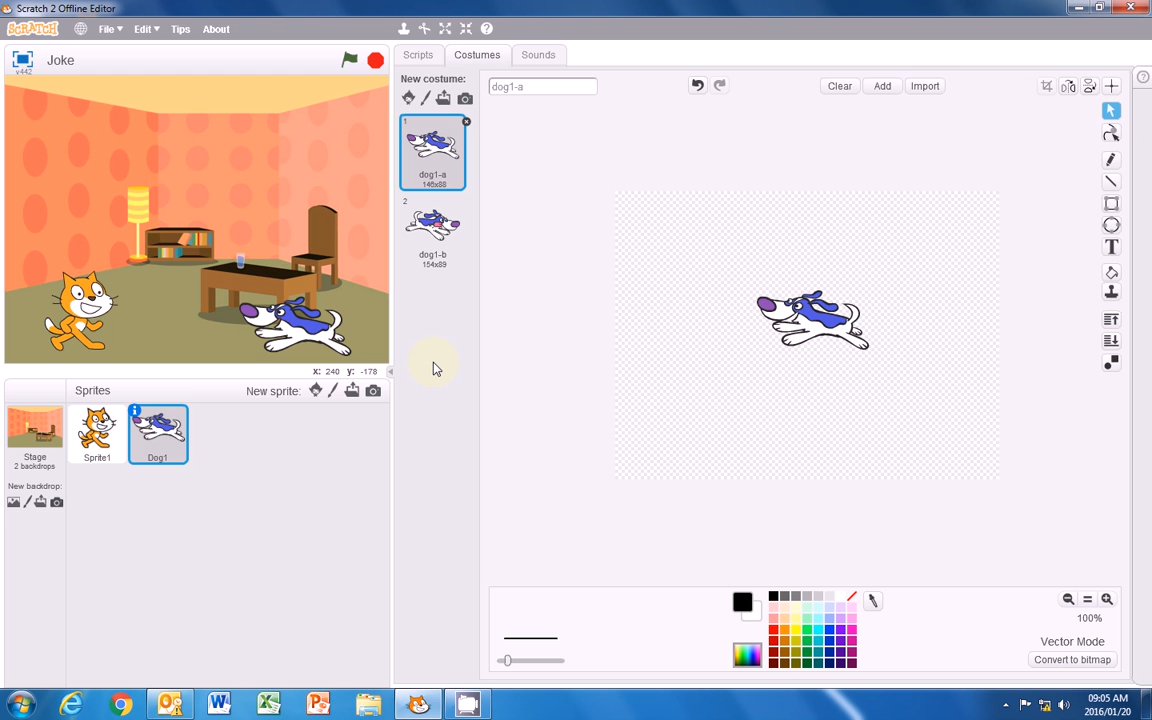 Scratch 2 Offline Editor
SCRATCH File Edit Tips About
v442 Joke
Scripts Costumes Sounds
New costume:
dog1-a Clear Add Import
1
dog1-a
146x88
2
dog1-b
154x89
x: 240 y: -178
Sprites New sprite:
Stage
2 backdrops
Sprite1
Dog1
New backdrop:
100%
Vector Mode
Convert to bitmap
09:05 AM
2016/01/20